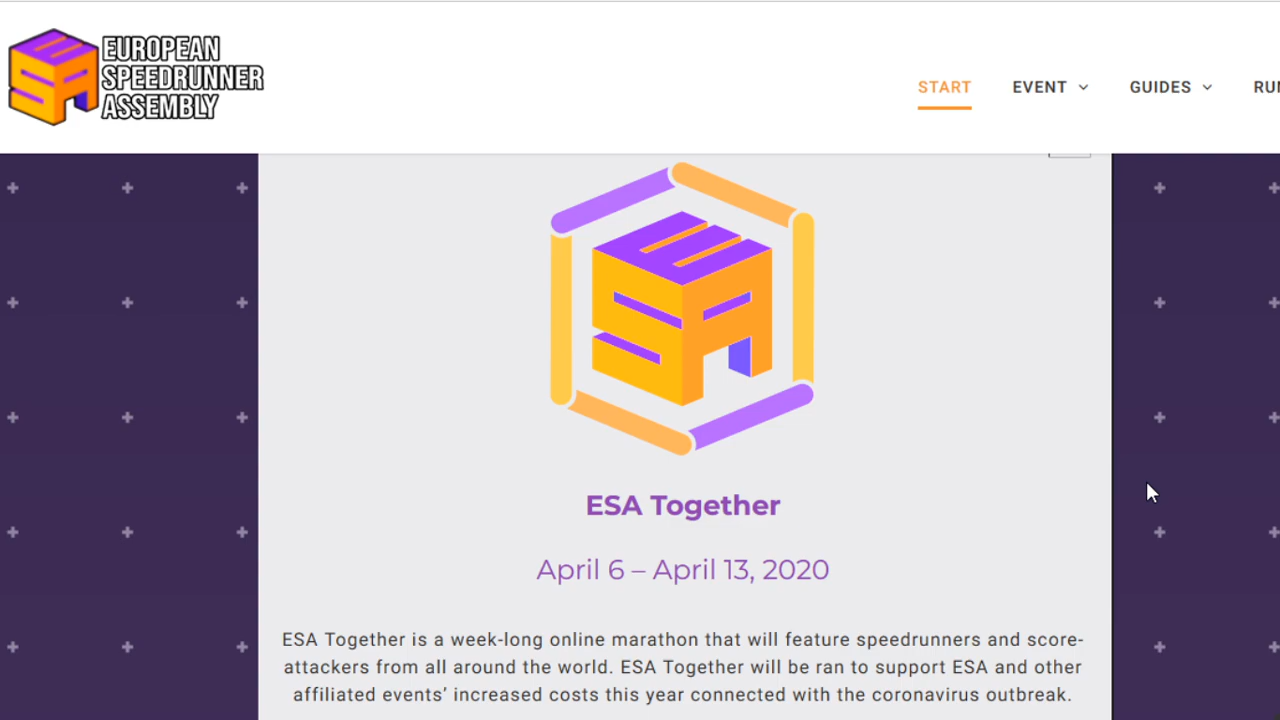 EUROPEAN
SPEEDRUNNER
ASSEMBLY
START
EVENT
GUIDES
ESA
ESA Together
April 6 – April 13, 2020
ESA Together is a week-long online marathon that will feature speedrunners and score-
attackers from all around the world. ESA Together will be ran to support ESA and other
affiliated events’ increased costs this year connected with the coronavirus outbreak.